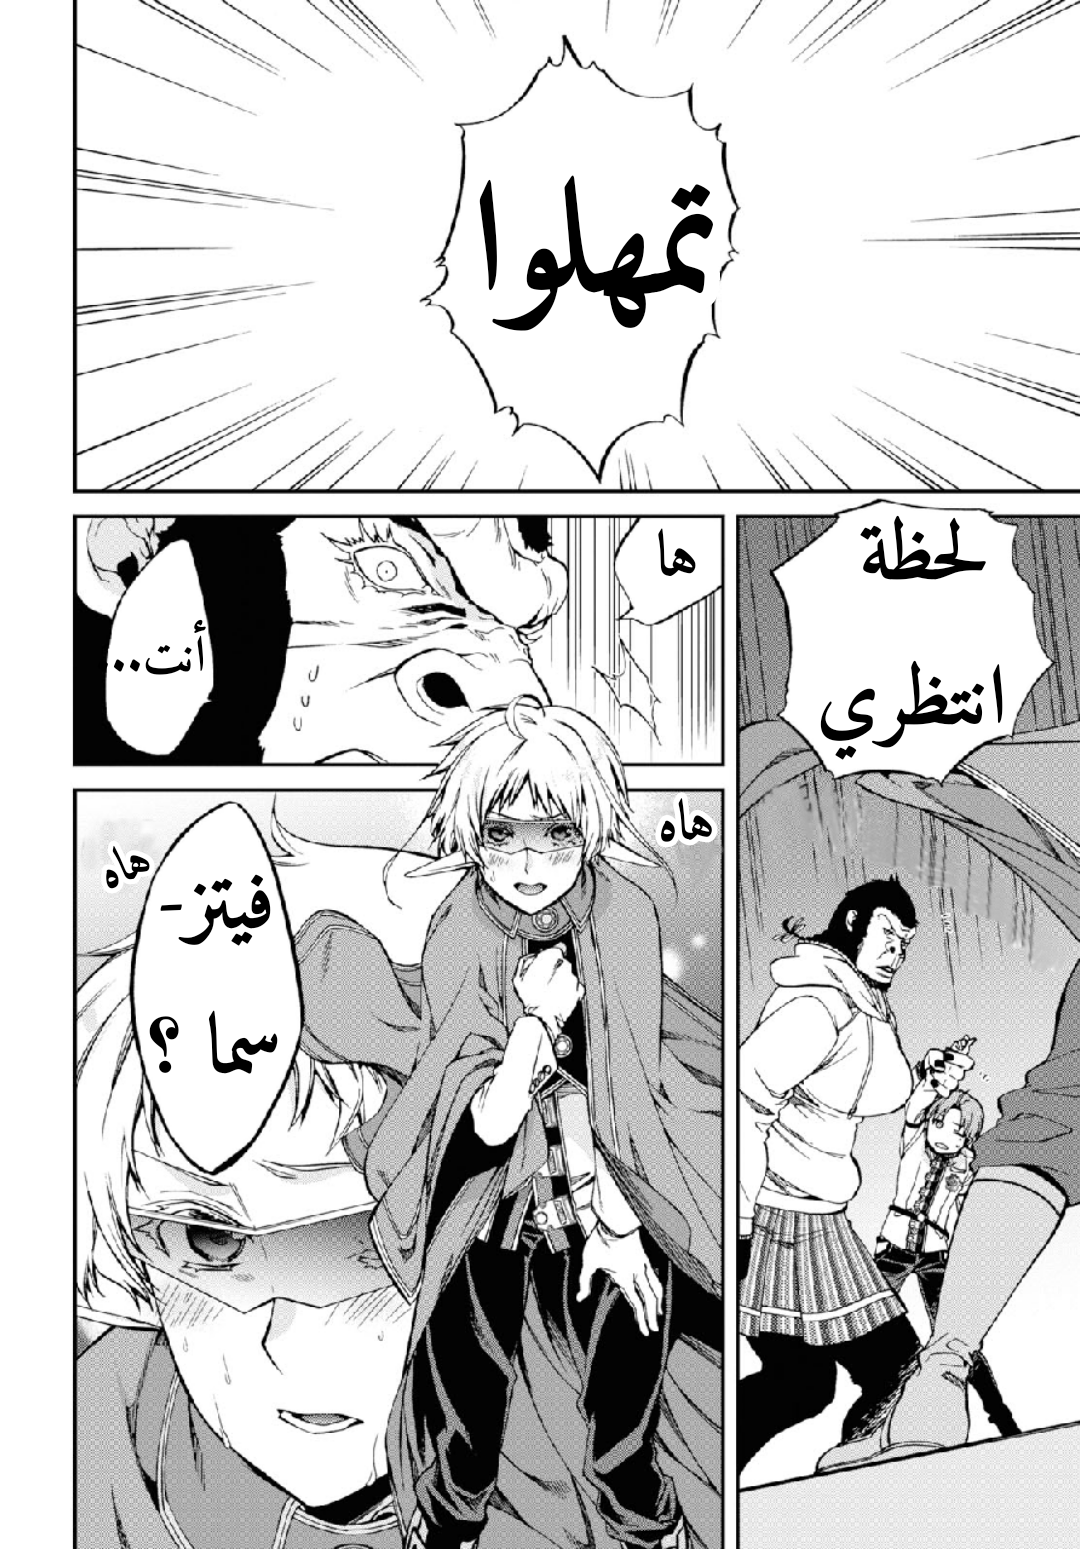 تمهلوا
لحظة
انتظري
ها
أنت..
هاه
فيتز-
سما ؟
هاه